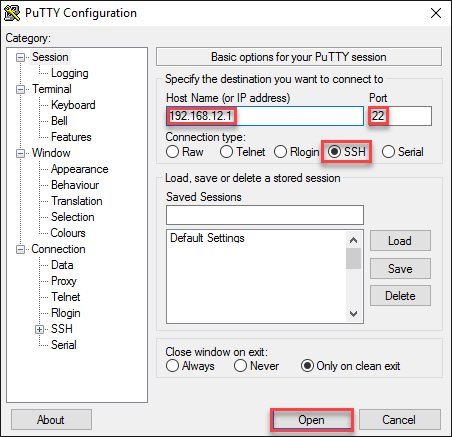 PuTTY Configuration
Category:
Session
Logging
Terminal
Keyboard
Bell
Features
Window
Appearance
Behaviour
Translation
Selection
Colours
Connection
Data
Proxy
Telnet
Rlogin
SSH
Serial
Basic options for your PuTTY session
Specify the destination you want to connect to
Host Name (or IP address) Port
192.168.12.1 22
Connection type:
Raw Telnet Rlogin SSH Serial
Load, save or delete a stored session
Saved Sessions
Default Settings
Load
Save
Delete
Close window on exit:
Always Never Only on clean exit
About Open Cancel